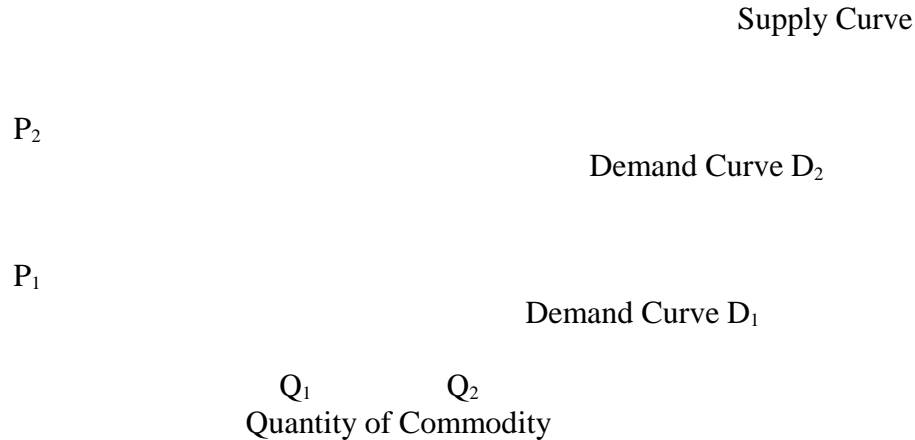 Supply Curve
P₂
Demand Curve D₂
P₁
Demand Curve D₁
Q₁ Q₂
Quantity of Commodity